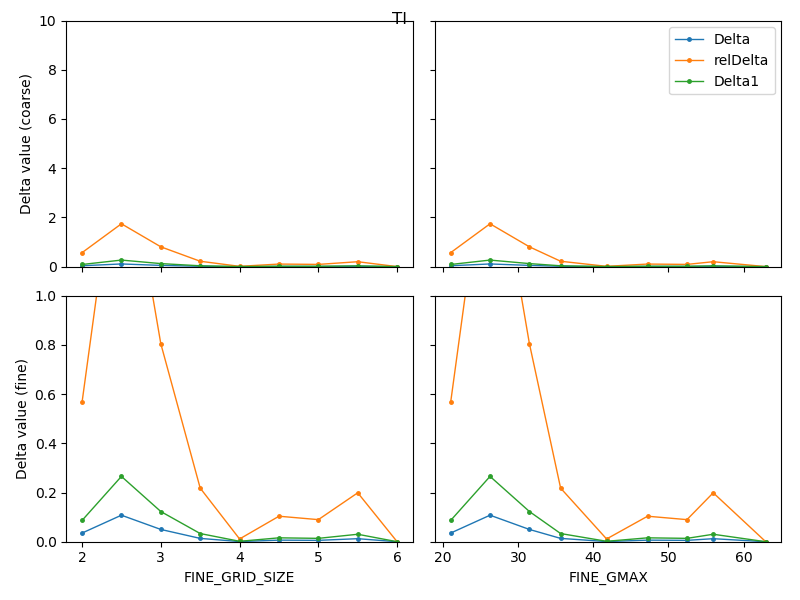 TI
10
8
6
4
2
0
Delta value (coarse)
Delta
relDelta
Delta1
1.0
0.8
0.6
0.4
0.2
0.0
Delta value (fine)
2 3 4 5 6
FINE_GRID_SIZE
20 30 40 50 60
FINE_GMAX